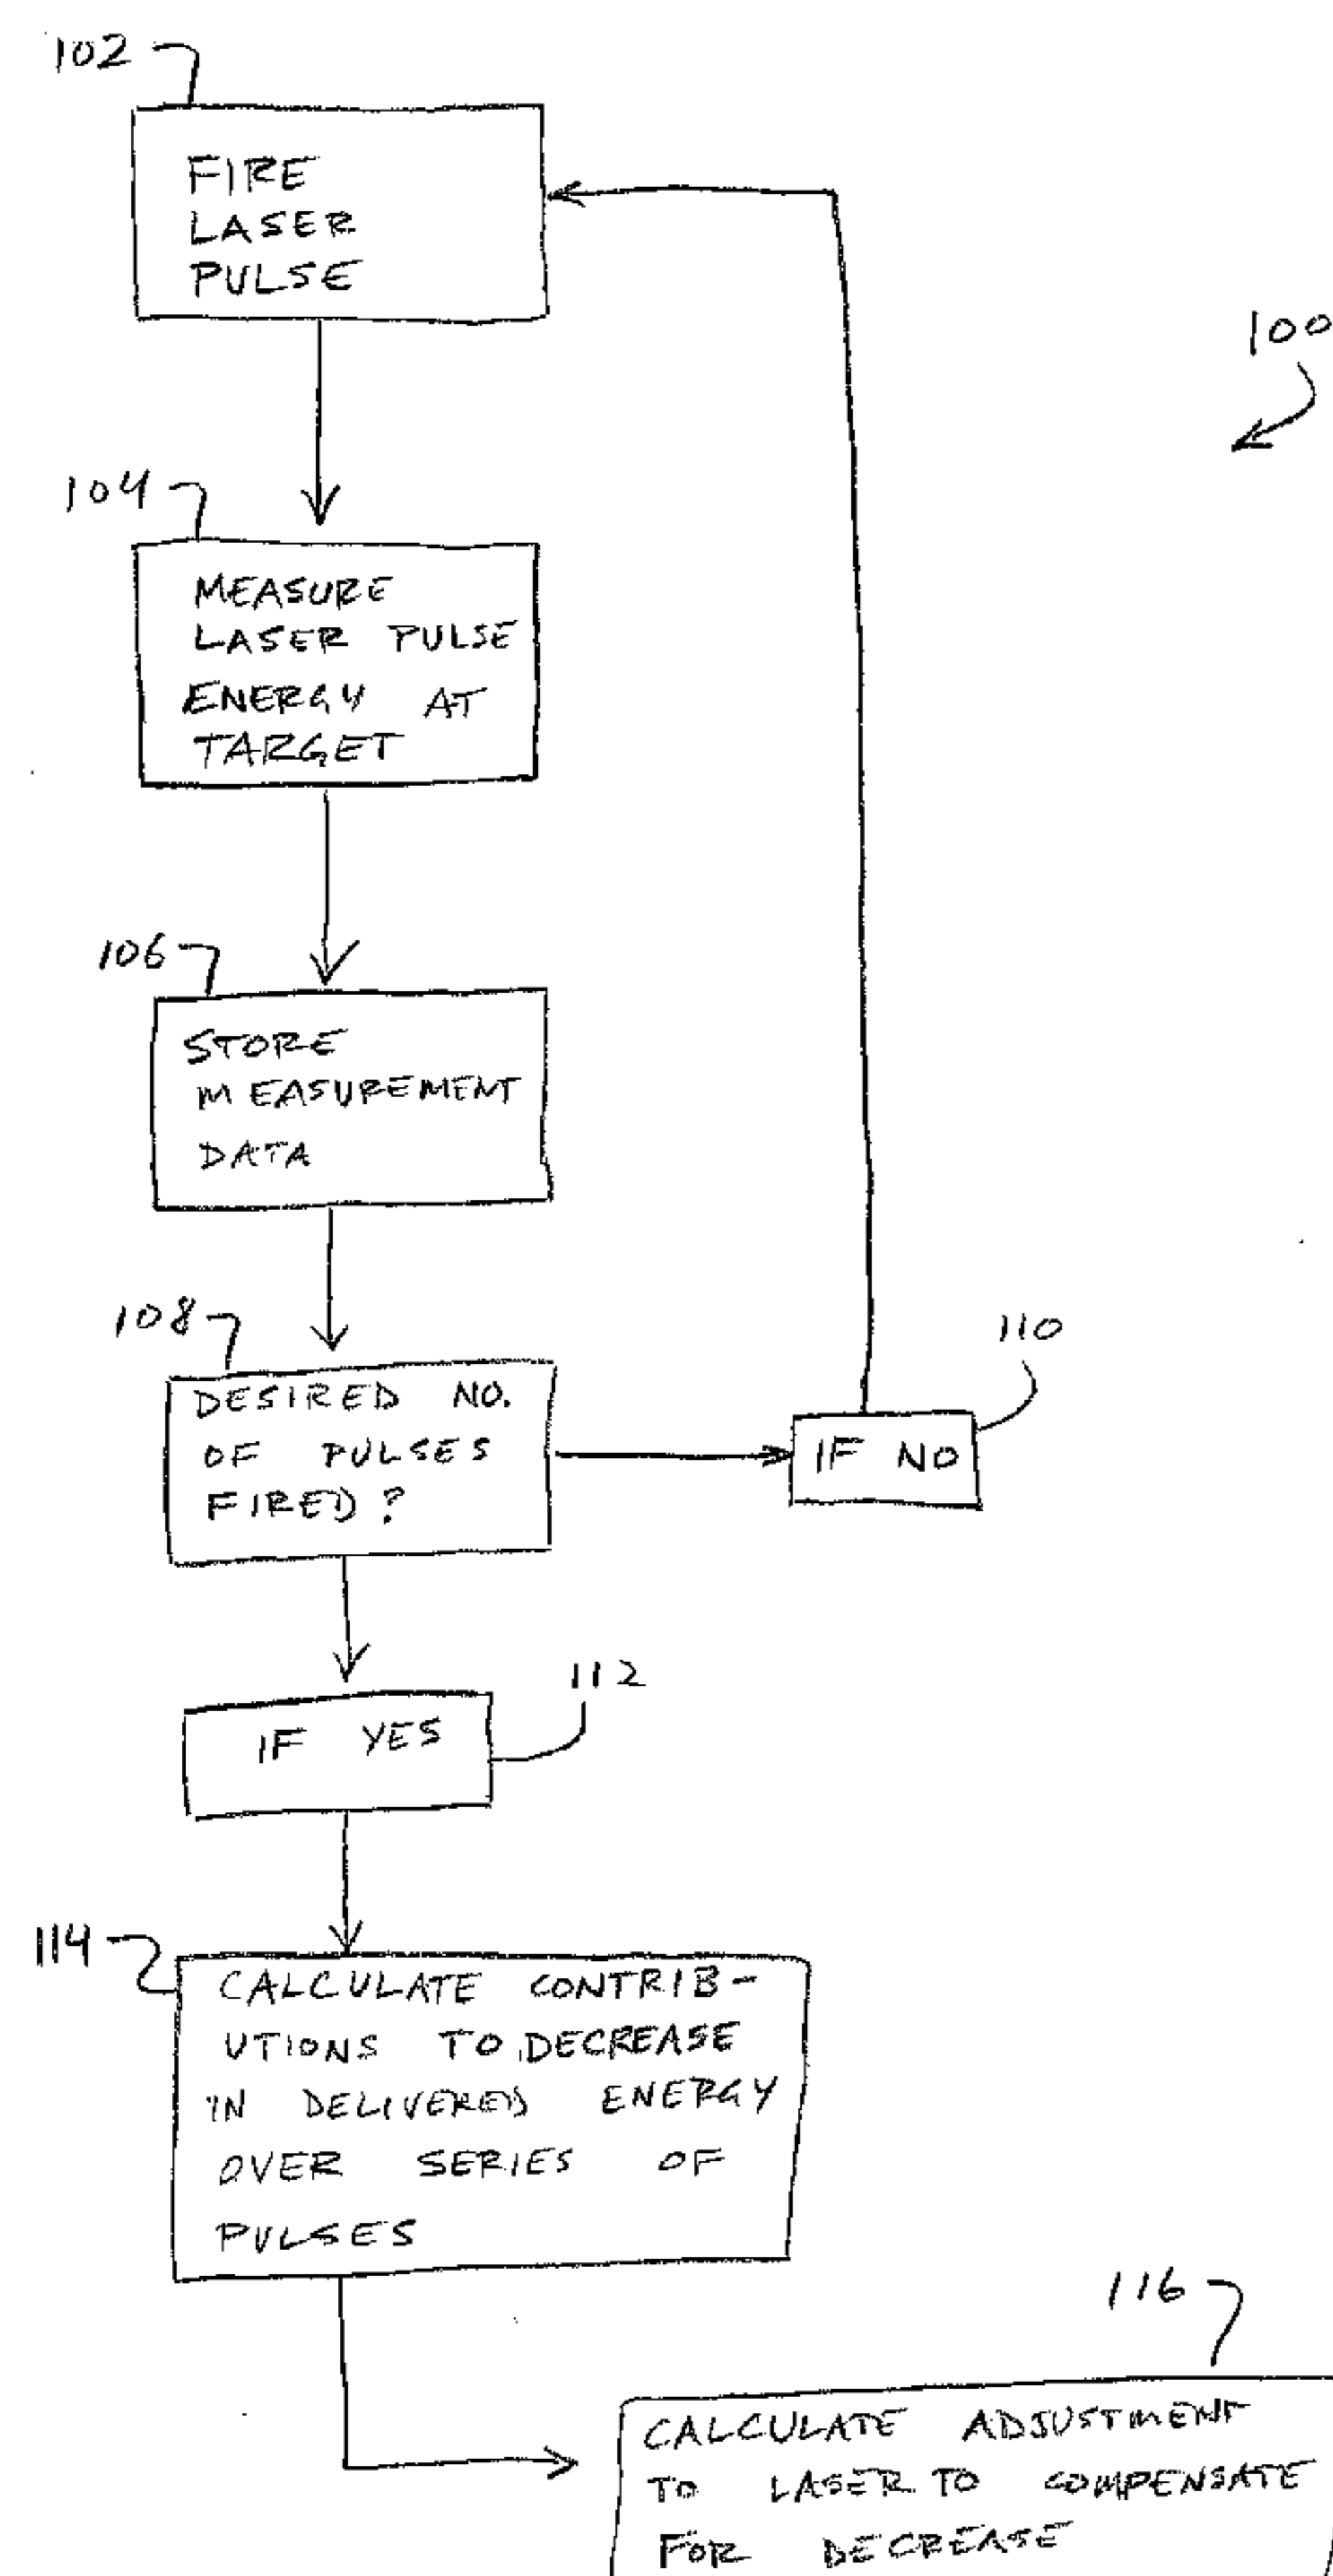 102
FIRE
LASER
PULSE
100
104
MEASURE
LASER PULSE
ENERGY AT
TARGET
106
STORE
MEASUREMENT
DATA
108
DESIRED NO.
OF PULSES
FIRED?
110
IF NO
112
IF YES
114
CALCULATE CONTRIB-
UTIONS TO DECREASE
IN DELIVERED ENERGY
OVER SERIES OF
PULSES
116
CALCULATE ADJUSTMENT
TO LASER TO COMPENSATE
FOR DECREASE